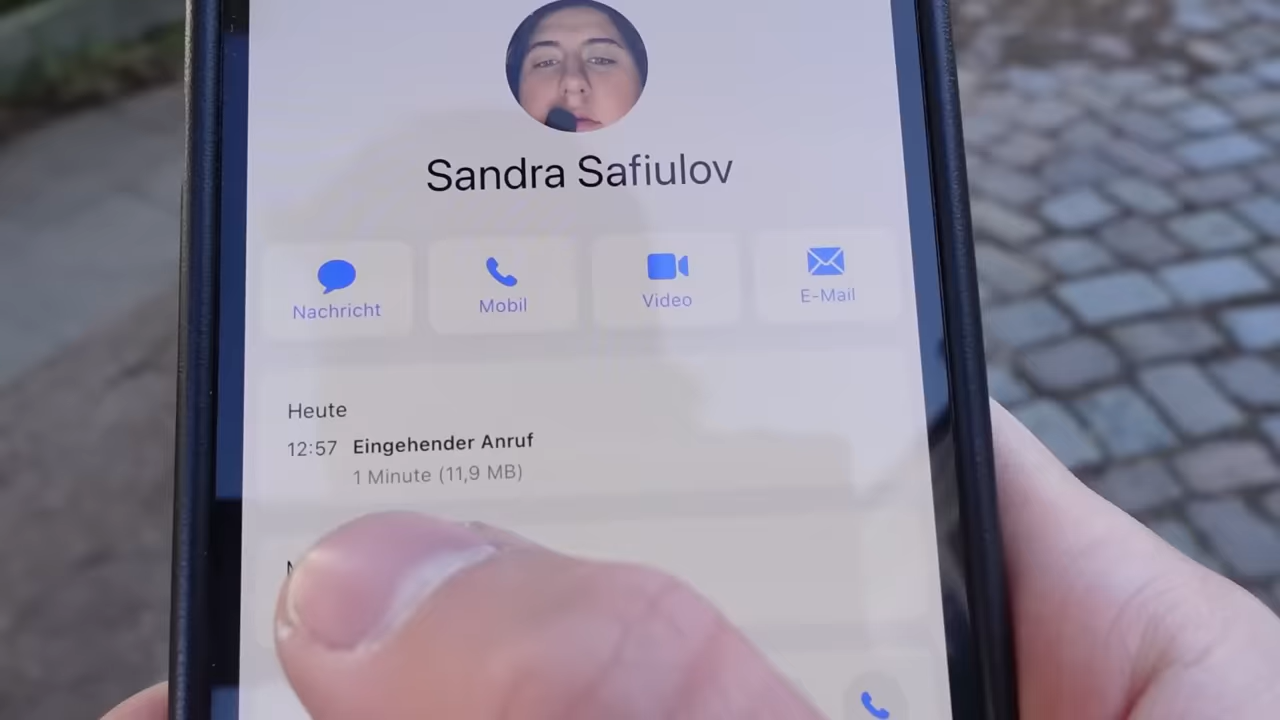 Sandra Safiulov
Nachricht
Mobil
Video
E-Mail
Heute
12:57 Eingehender Anruf
1 Minute (11,9 MB)